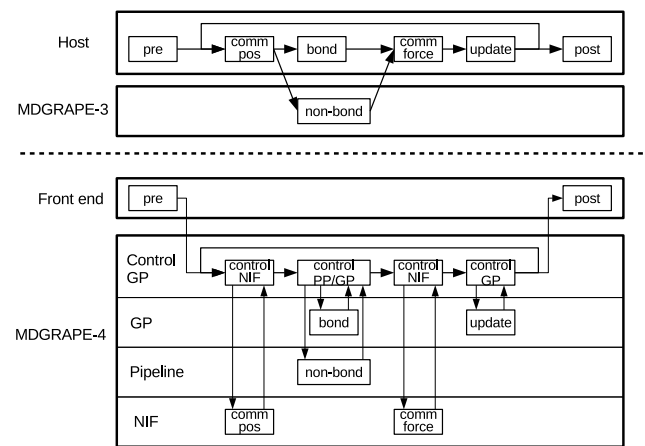 Host
pre
comm
pos
bond
comm
force
update
post
MDGRAPE-3
non-bond
Front end
pre
post
MDGRAPE-4
Control
GP
control
NIF
control
PP/GP
control
NIF
control
GP
GP
bond
update
Pipeline
non-bond
NIF
comm
pos
comm
force